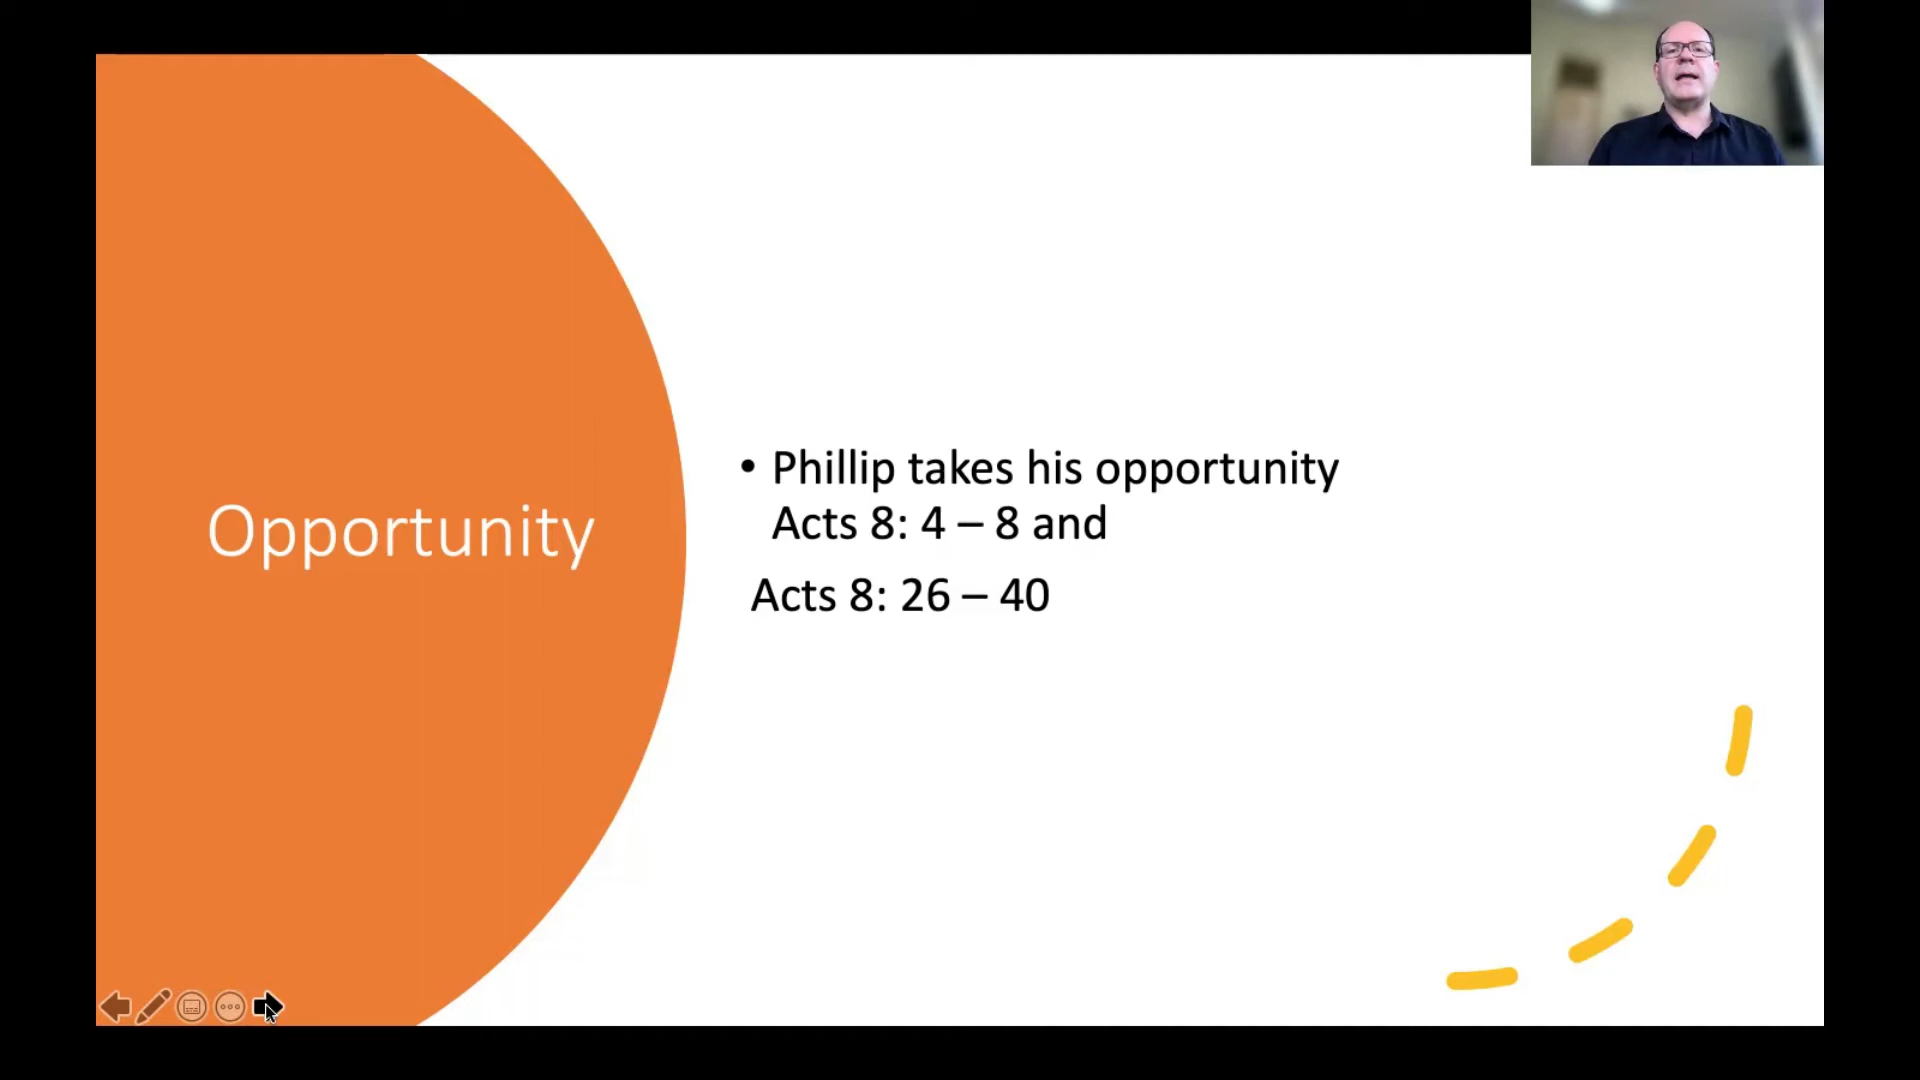 Opportunity
• Phillip takes his opportunity
Acts 8: 4 – 8 and
Acts 8: 26 – 40